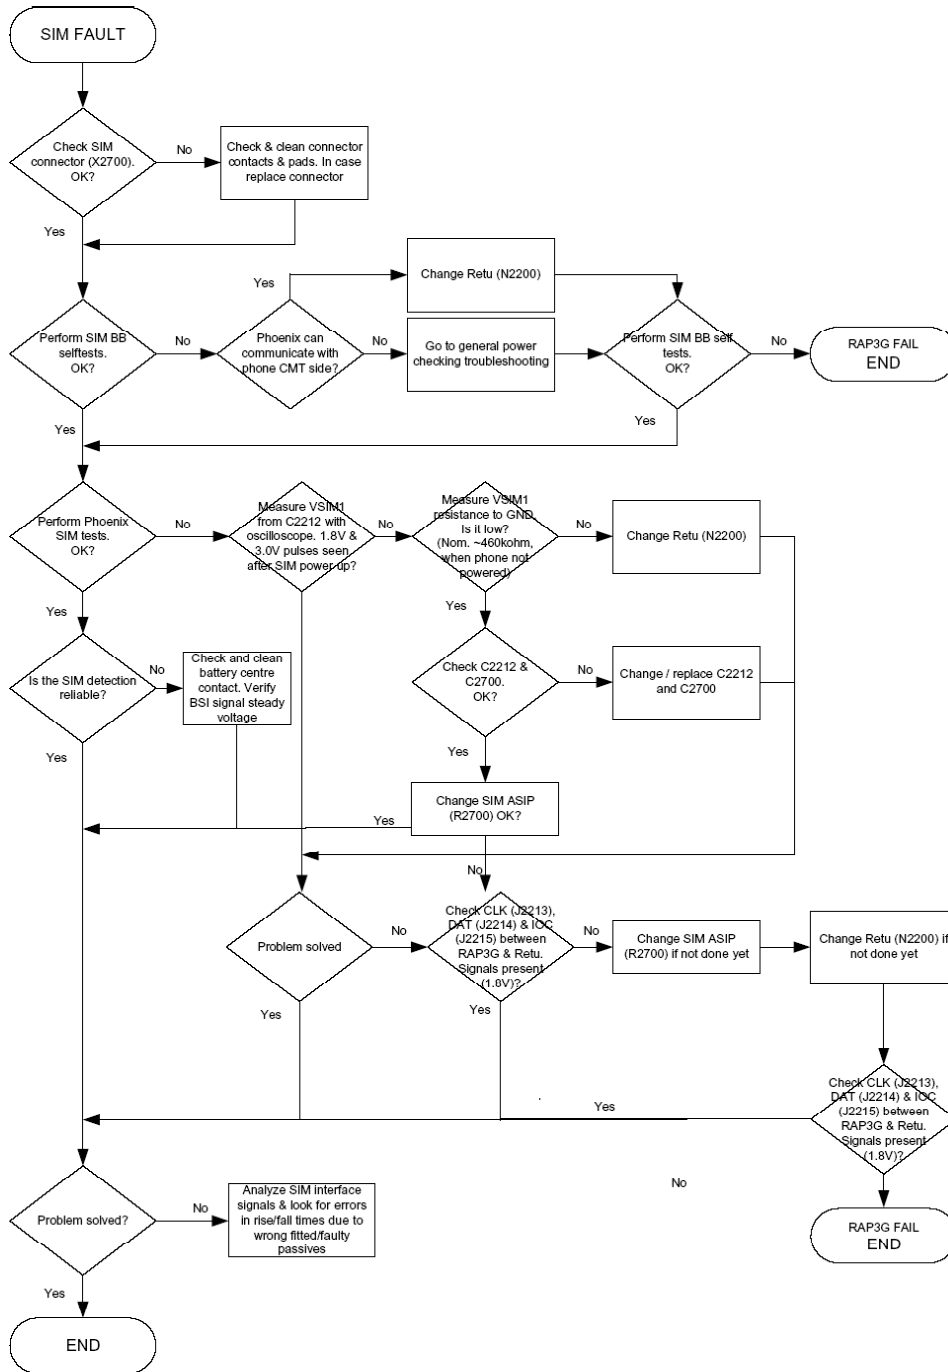 SIM FAULT
Check SIM
connector (X2700).
OK?
No
Check & clean connector
contacts & pads. In case
replace connector
Yes
Yes
Change Retu (N2200)
Perform SIM BB
selftests.
OK?
No
Phoenix can
communicate with
phone CMT side?
No
Go to general power
checking troubleshooting
Perform SIM BB self
tests.
OK?
No
RAP3G FAIL
END
Yes
Yes
Perform Phoenix
SIM tests.
OK?
No
Measure VSIM1
from C2212 with
oscilloscope. 1.8V &
3.0V pulses seen
after SIM power up?
No
Measure VSIM1
resistance to GND.
Is it low?
(Nom. ~460kohm,
when phone not
powered)
No
Change Retu (N2200)
Yes
Yes
Is the SIM detection
reliable?
No
Check and clean
battery centre
contact. Verify
BSI signal steady
voltage
Check C2212 &
C2700.
OK?
No
Change / replace C2212
and C2700
Yes
Yes
Change SIM ASIP
(R2700) OK?
Yes
No
Problem solved
No
Check CLK (J2213),
DAT (J2214) & IOC
(J2215) between
RAP3G & Retu.
Signals present
(1.8V)?
No
Change SIM ASIP
(R2700) if not done yet
Change Retu (N2200) if
not done yet
Yes
Yes
Check CLK (J2213),
DAT (J2214) & IOC
(J2215) between
RAP3G & Retu.
Signals present
(1.8V)?
Yes
No
Problem solved?
No
Analyze SIM interface
signals & look for errors
in rise/fall times due to
wrong fitted/faulty
passives
RAP3G FAIL
END
Yes
END